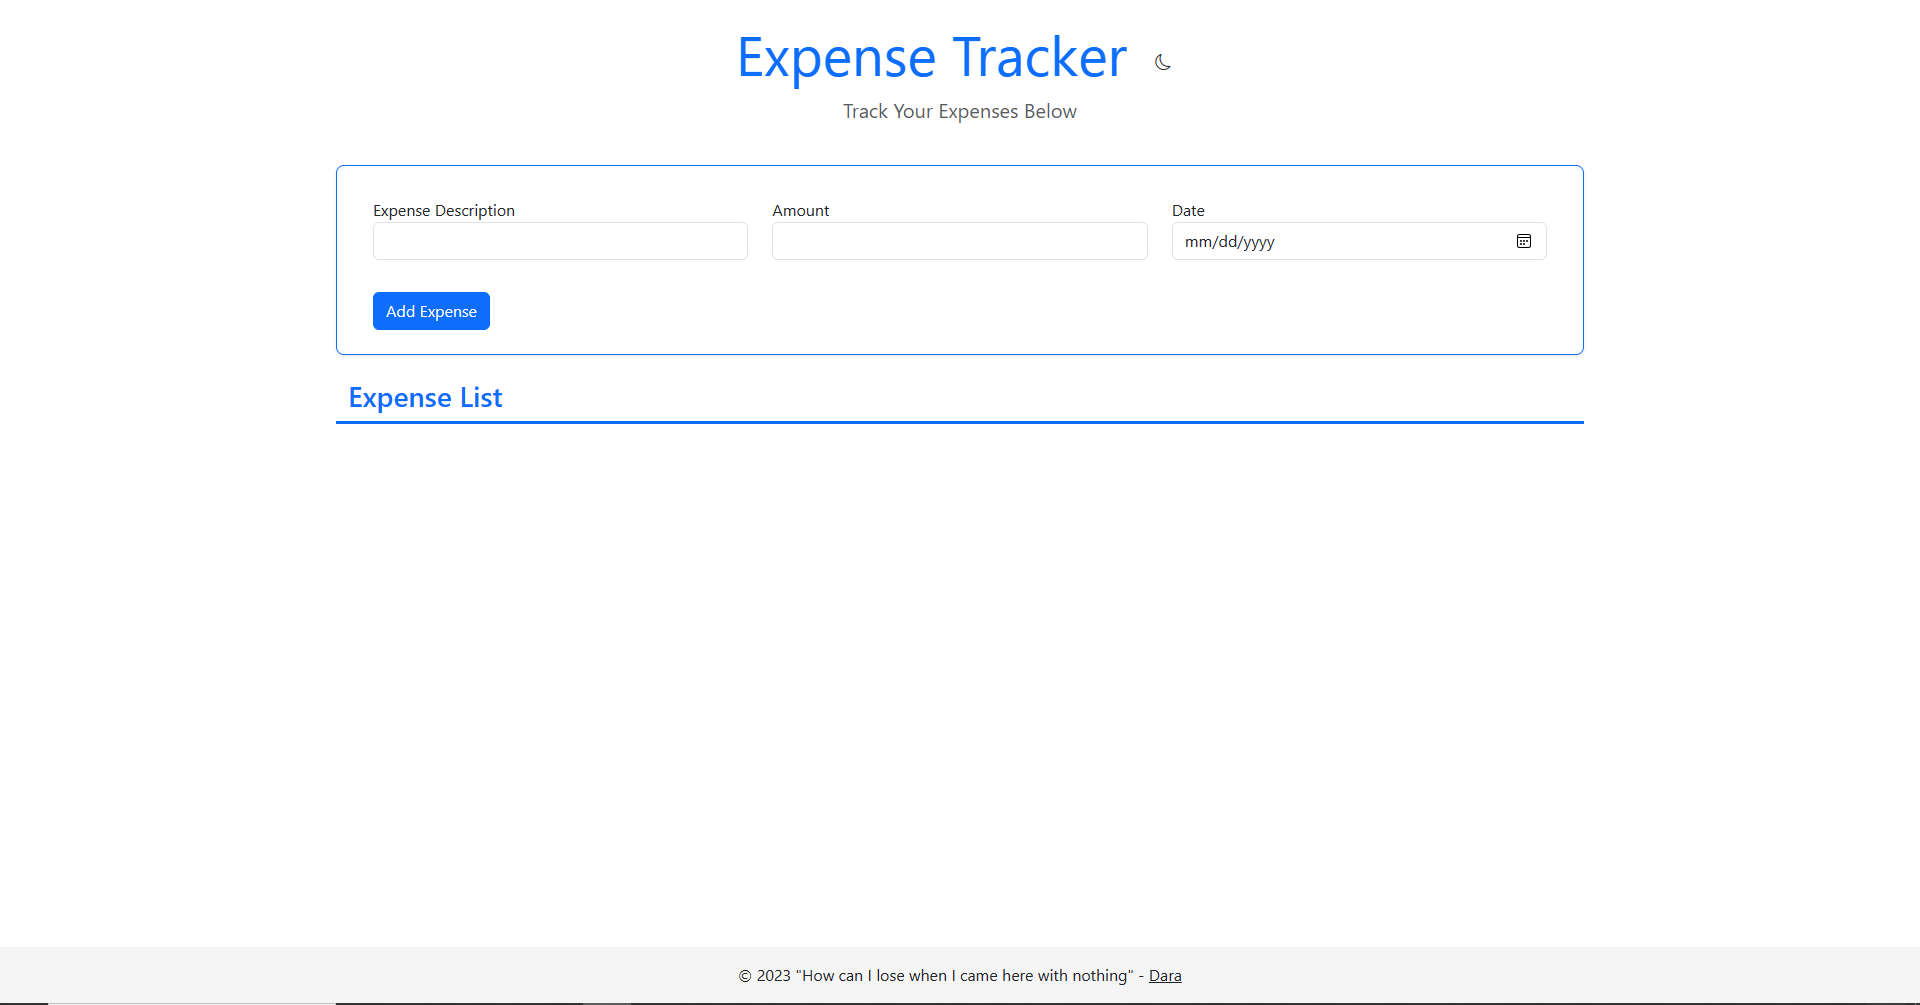 Expense Tracker
Track Your Expenses Below
Expense Description
Amount
Date
mm/dd/yyyy
Add Expense
Expense List
© 2023 "How can I lose when I came here with nothing" - Dara